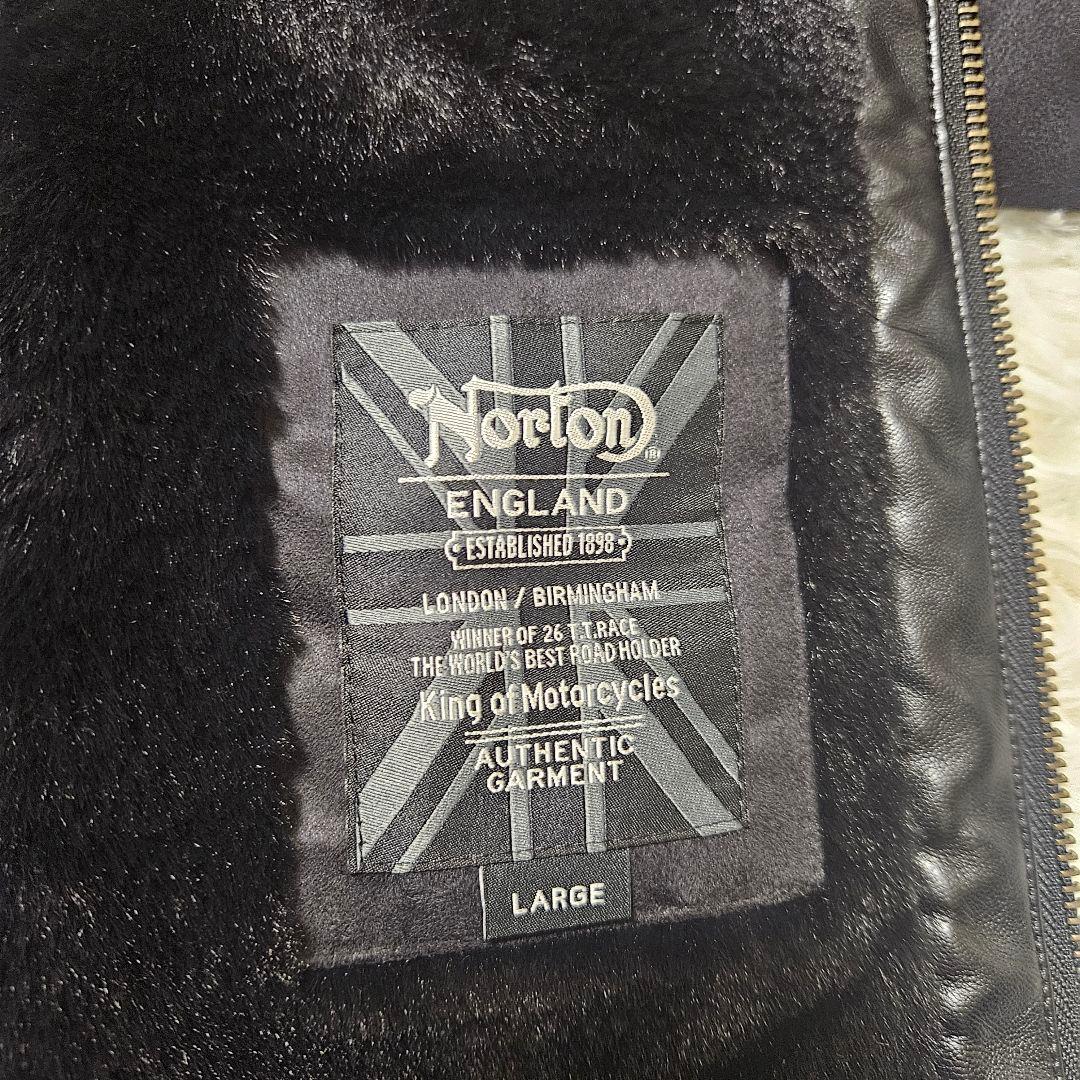 Norton
ENGLAND
ESTABLISHED 1898
LONDON / BIRMINGHAM
WINNER OF 26 T.T.RACE
THE WORLD'S BEST ROAD HOLDER
King of Motorcycles
AUTHENTIC
GARMENT
LARGE